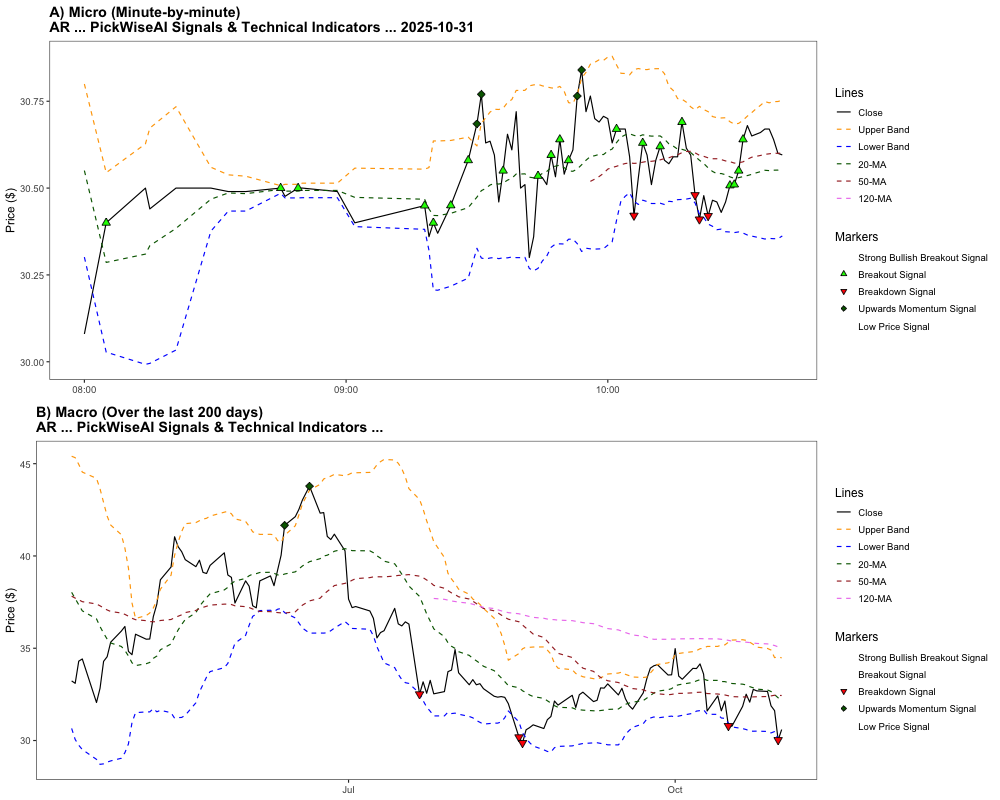 A) Micro (Minute-by-minute)
AR ... PickWiseAI Signals & Technical Indicators ... 2025-10-31
Price ($)
30.75
30.50
30.25
30.00
08:00
09:00
10:00
Lines
Close
Upper Band
Lower Band
20-MA
50-MA
120-MA
Markers
Strong Bullish Breakout Signal
Breakout Signal
Breakdown Signal
Upwards Momentum Signal
Low Price Signal
B) Macro (Over the last 200 days)
AR ... PickWiseAI Signals & Technical Indicators ...
Price ($)
45
40
35
30
Jul
Oct
Lines
Close
Upper Band
Lower Band
20-MA
50-MA
120-MA
Markers
Strong Bullish Breakout Signal
Breakout Signal
Breakdown Signal
Upwards Momentum Signal
Low Price Signal